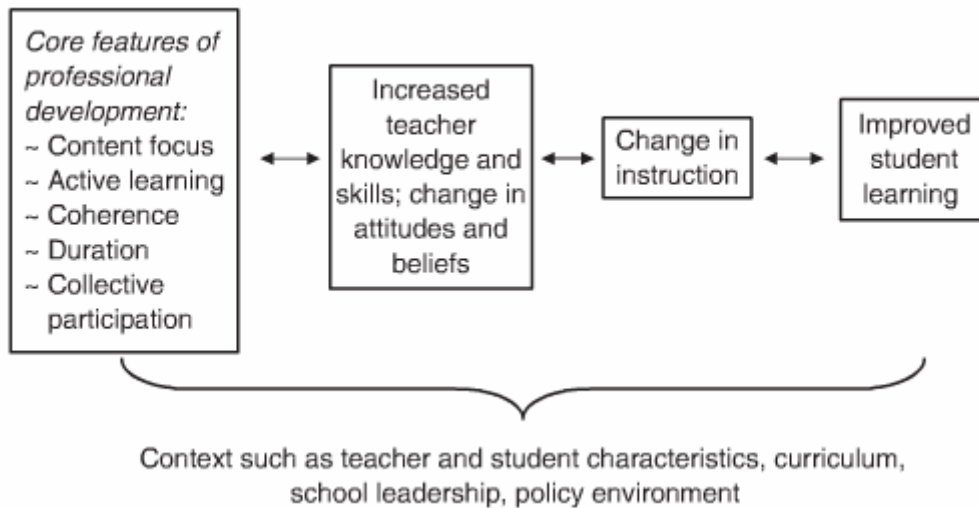 Core features of
professional
development:
~ Content focus
~ Active learning
~ Coherence
~ Duration
~ Collective
participation
Increased
teacher
knowledge and
skills; change in
attitudes and
beliefs
Change in
instruction
Improved
student
learning
Context such as teacher and student characteristics, curriculum,
school leadership, policy environment